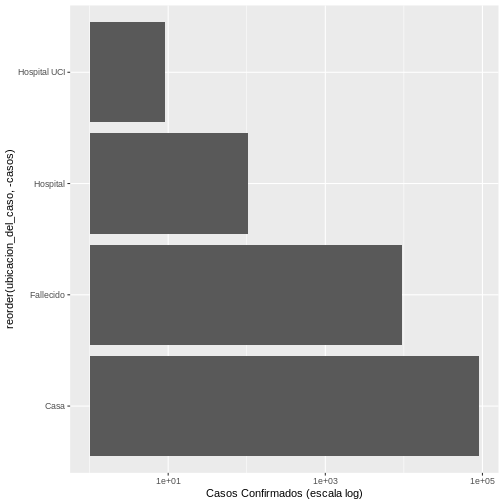 reorder(ubicacion_del_caso, -casos)
Hospital UCI
Hospital
Fallecido
Casa
1e+01
1e+03
1e+05
Casos Confirmados (escala log)